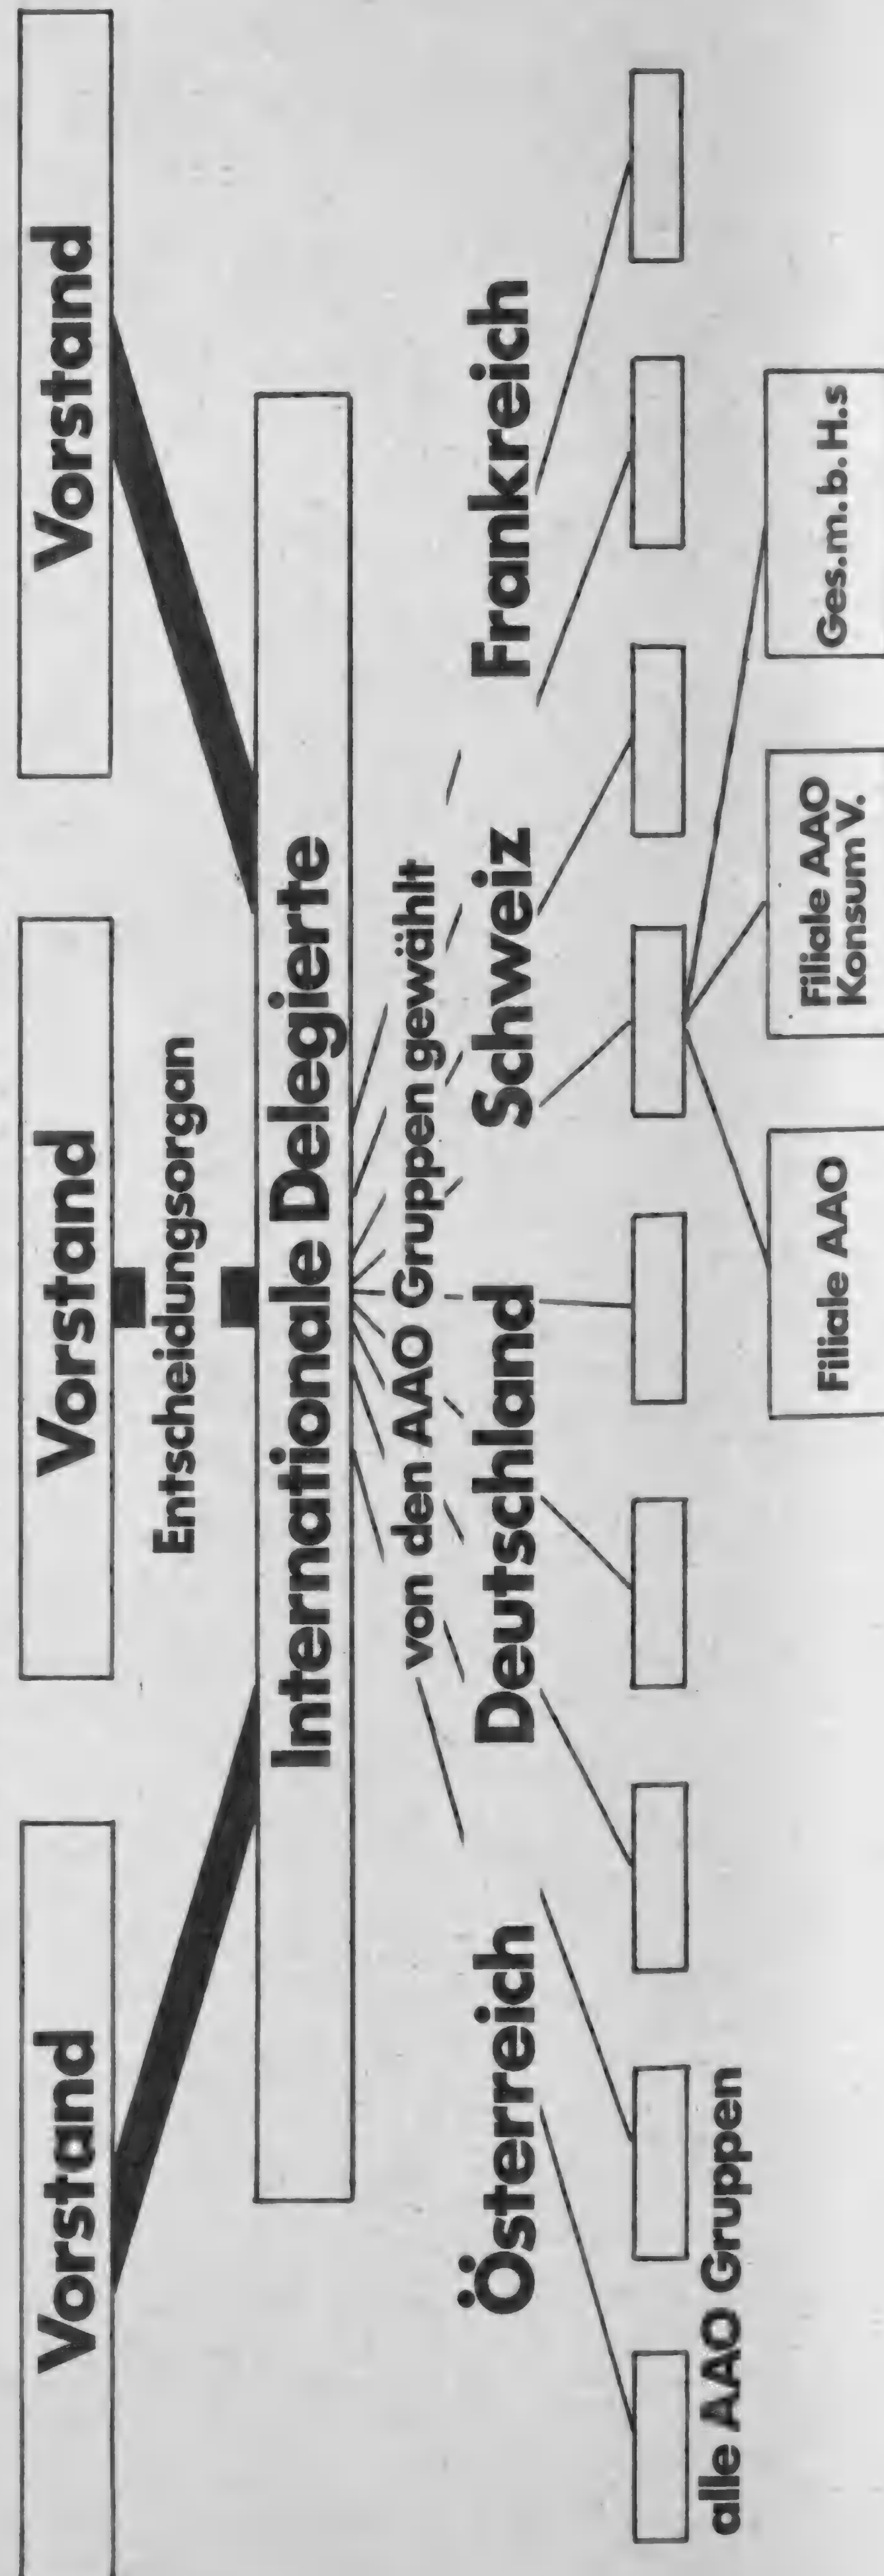 Vorstand
Vorstand
Vorstand
Entscheidungsorgan
Internationale Delegierte
von den AAO Gruppen gewählt
Österreich
Deutschland
Schweiz
Frankreich
alle AAO Gruppen
Filiale AAO
Filiale AAO
Konsum V.
Ges.m.b.H.s